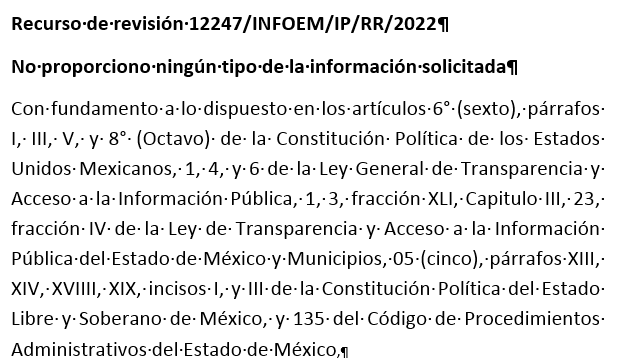 Recurso de revisión 12247/INFOEM/IP/RR/2022¶
No proporciono ningún tipo de la información solicitada¶
Con fundamento a lo dispuesto en los artículos 6° (sexto), párrafos
I, III, V, y 8° (Octavo) de la Constitución Política de los Estados
Unidos Mexicanos, 1, 4, y 6 de la Ley General de Transparencia y
Acceso a la Información Pública, 1, 3, fracción XLI, Capitulo III, 23,
fracción IV de la Ley de Transparencia y Acceso a la Información
Pública del Estado de México y Municipios, 05 (cinco), párrafos XIII,
XIV, XVIIII, XIX, incisos I, y III de la Constitución Política del Estado
Libre y Soberano de México, y 135 del Código de Procedimientos
Administrativos del Estado de México,¶